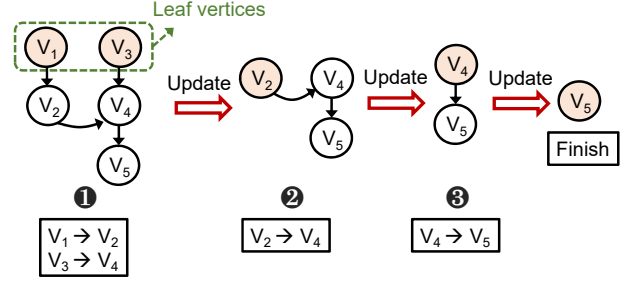 Leaf vertices
V1 V3
V2 V4
V5
Update
V2 V4
V5
Update
V4
V5
Update
V5
Finish
❶
V1 → V2
V3 → V4
❷
V2 → V4
❸
V4 → V5